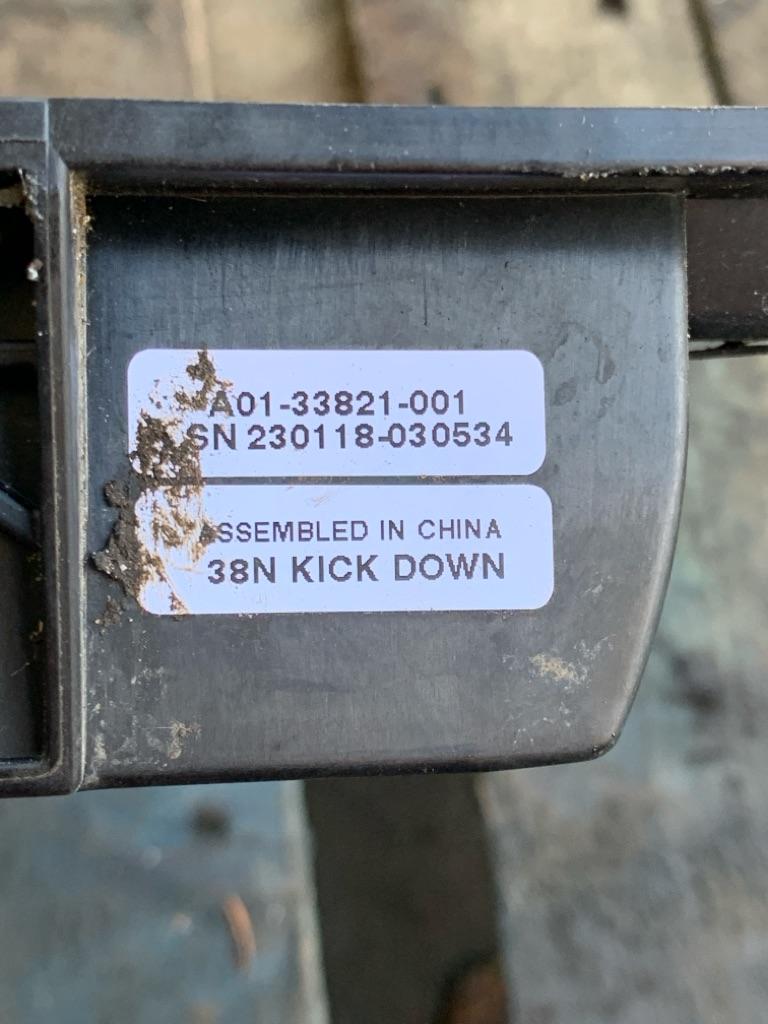 A01-33821-001
SN 230118-030534
SSEMBLED IN CHINA
38N KICK DOWN